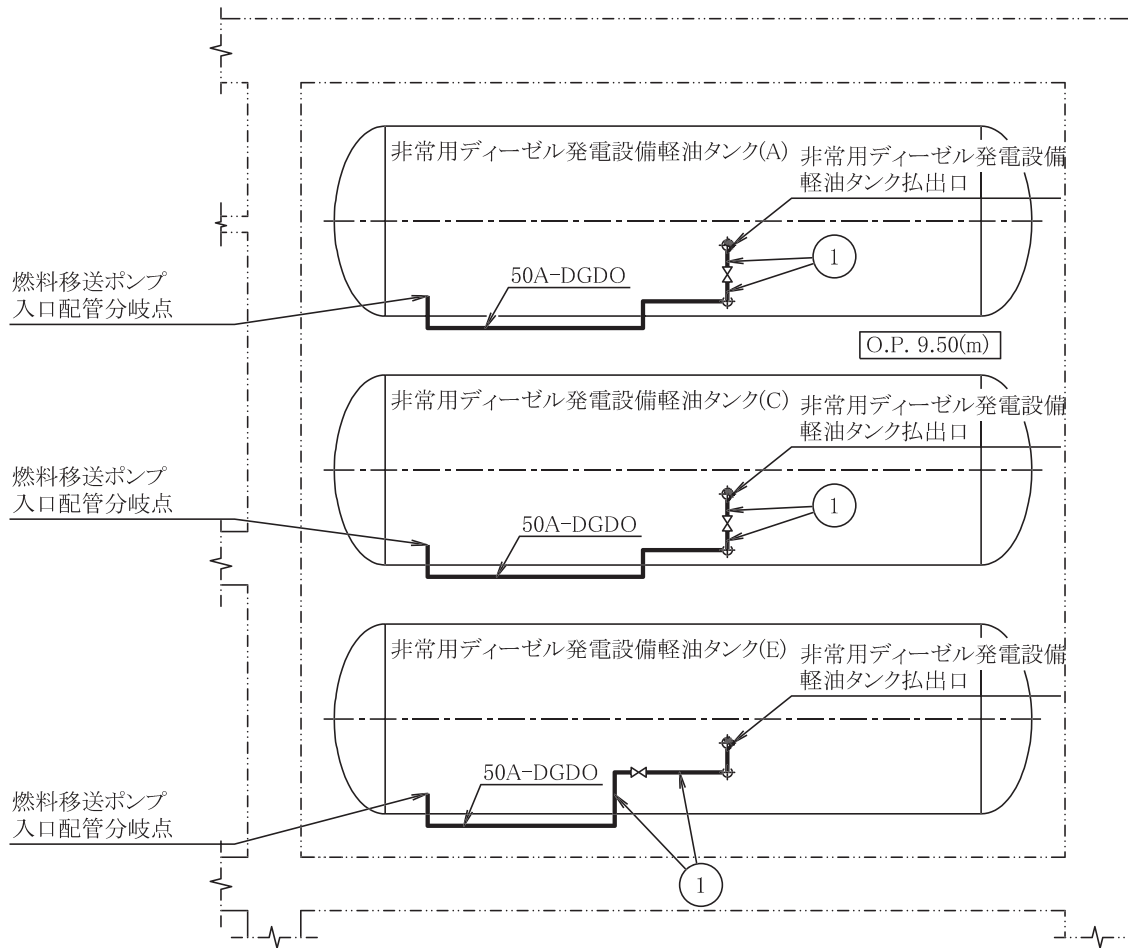 非常用ディーゼル発電設備軽油タンク(A)
非常用ディーゼル発電設備
軽油タンク払出口
1
燃料移送ポンプ
入口配管分岐点
50A-DGDO
O.P. 9.50(m)
非常用ディーゼル発電設備軽油タンク(C)
非常用ディーゼル発電設備
軽油タンク払出口
燃料移送ポンプ
入口配管分岐点
1
50A-DGDO
非常用ディーゼル発電設備軽油タンク(E)
非常用ディーゼル発電設備
軽油タンク払出口
50A-DGDO
燃料移送ポンプ
入口配管分岐点
1